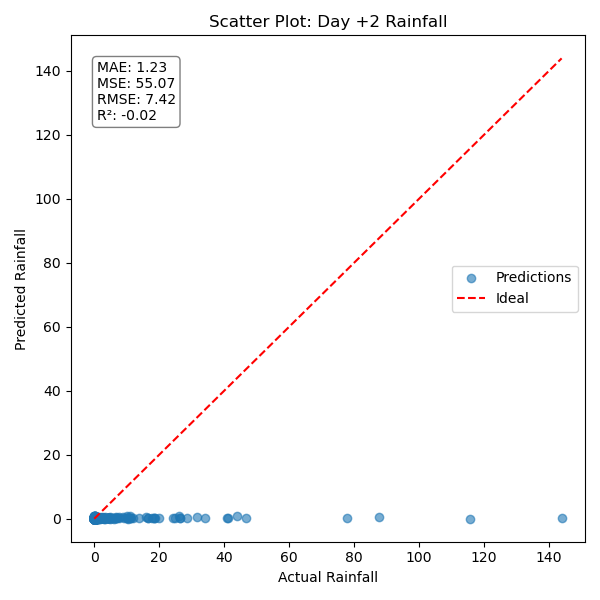 Scatter Plot: Day +2 Rainfall
MAE: 1.23
MSE: 55.07
RMSE: 7.42
R²: -0.02
140
120
100
80
60
40
20
0
Predicted Rainfall
Predictions
Ideal
0 20 40 60 80 100 120 140
Actual Rainfall